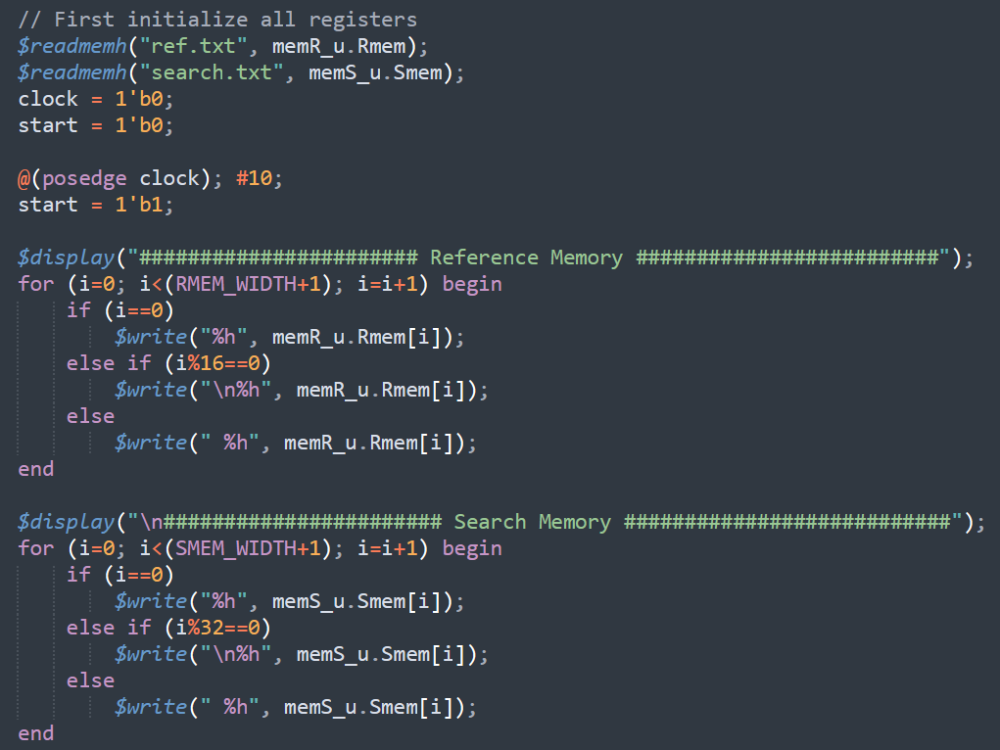 // First initialize all registers
$readmemh("ref.txt", memR_u.Rmem);
$readmemh("search.txt", memS_u.Smem);
clock = 1'b0;
start = 1'b0;
@(posedge clock); #10;
start = 1'b1;
$display("####################### Reference Memory #########################");
for (i=0; i<(RMEM_WIDTH+1); i=i+1) begin
if (i==0)
$write("%h", memR_u.Rmem[i]);
else if (i%16==0)
$write("\n%h", memR_u.Rmem[i]);
else
$write(" %h", memR_u.Rmem[i]);
end
$display("\n####################### Search Memory ###########################");
for (i=0; i<(SMEM_WIDTH+1); i=i+1) begin
if (i==0)
$write("%h", memS_u.Smem[i]);
else if (i%32==0)
$write("\n%h", memS_u.Smem[i]);
else
$write(" %h", memS_u.Smem[i]);
end